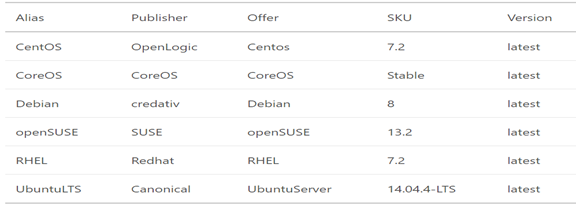 Alias Publisher Offer SKU Version
CentOS OpenLogic Centos 7.2 latest
CoreOS CoreOS CoreOS Stable latest
Debian credativ Debian 8 latest
openSUSE SUSE openSUSE 13.2 latest
RHEL Redhat RHEL 7.2 latest
UbuntuLTS Canonical UbuntuServer 14.04.4-LTS latest